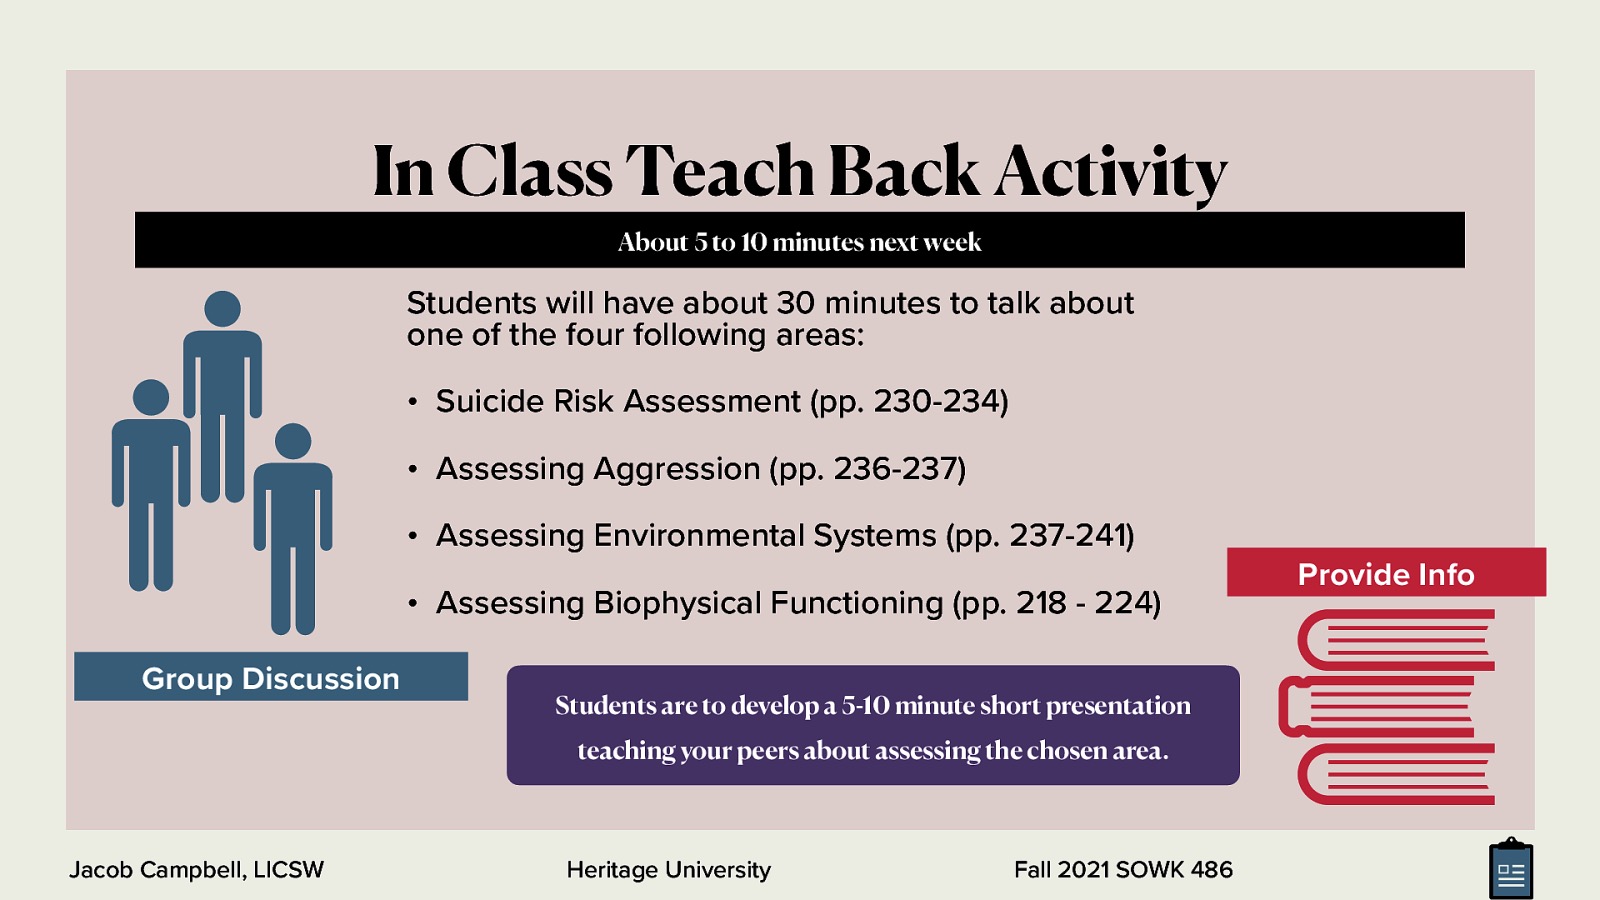 In Class Teach Back Activity
About 5 to 10 minutes next week
Students will have about 30 minutes to talk about
one of the four following areas:
• Suicide Risk Assessment (pp. 230-234)
• Assessing Aggression (pp. 236-237)
• Assessing Environmental Systems (pp. 237-241)
• Assessing Biophysical Functioning (pp. 218 - 224)
Provide Info
Group Discussion
Students are to develop a 5-10 minute short presentation
teaching your peers about assessing the chosen area.
Jacob Campbell, LICSW
Heritage University
Fall 2021 SOWK 486